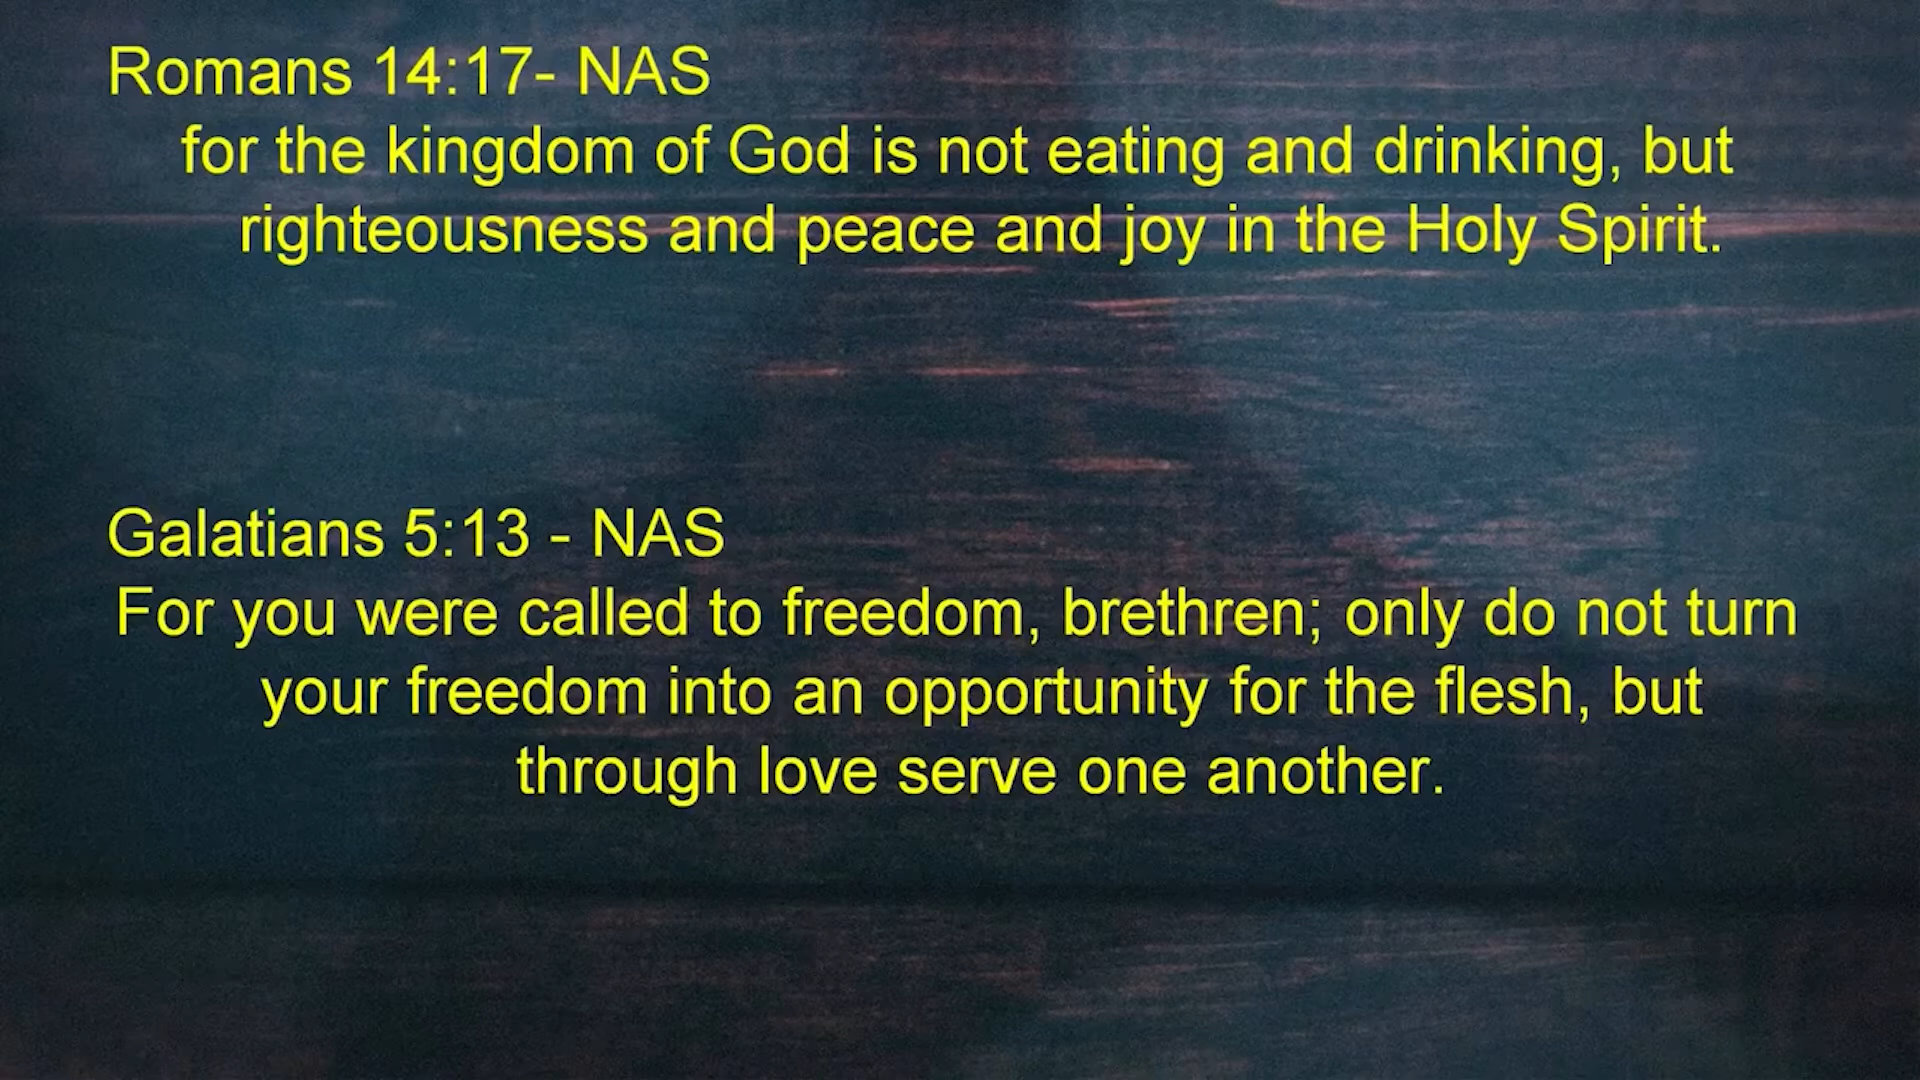 Romans 14:17- NAS
for the kingdom of God is not eating and drinking, but
righteousness and peace and joy in the Holy Spirit.
Galatians 5:13 - NAS
For you were called to freedom, brethren; only do not turn
your freedom into an opportunity for the flesh, but
through love serve one another.